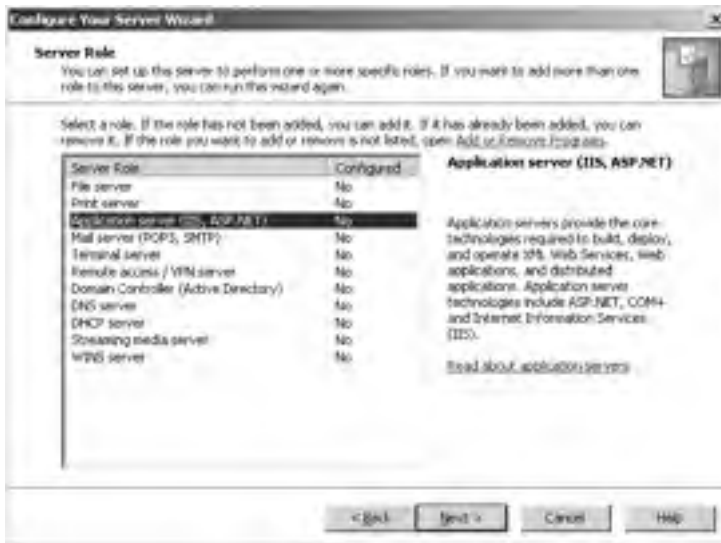 Configure Your Server Wizard
Server Role
You can set up this server to perform one or more specific roles. If you want to add more than one
role to this server, you can run this wizard again.
Select a role. If the role has not been added, you can add it. If it has already been added, you can
remove it. If the role you want to add or remove is not listed, open Add or Remove Programs.
Server Role Configured
File server No
Print server No
Application server (IIS, ASP.NET) No
Mail server (POP3, SMTP) No
Terminal server No
Remote access / VPN server No
Domain Controller (Active Directory) No
DNS server No
DHCP server No
Streaming media server No
WINS server No
Application server (IIS, ASP.NET)
Application servers provide the core
technologies required to build, deploy,
and operate XML Web Services, Web
applications, and distributed
applications. Application server
technologies include ASP.NET, COM+
and Internet Information Services
(IIS).
Read about application servers
< Back
Next >
Cancel
Help